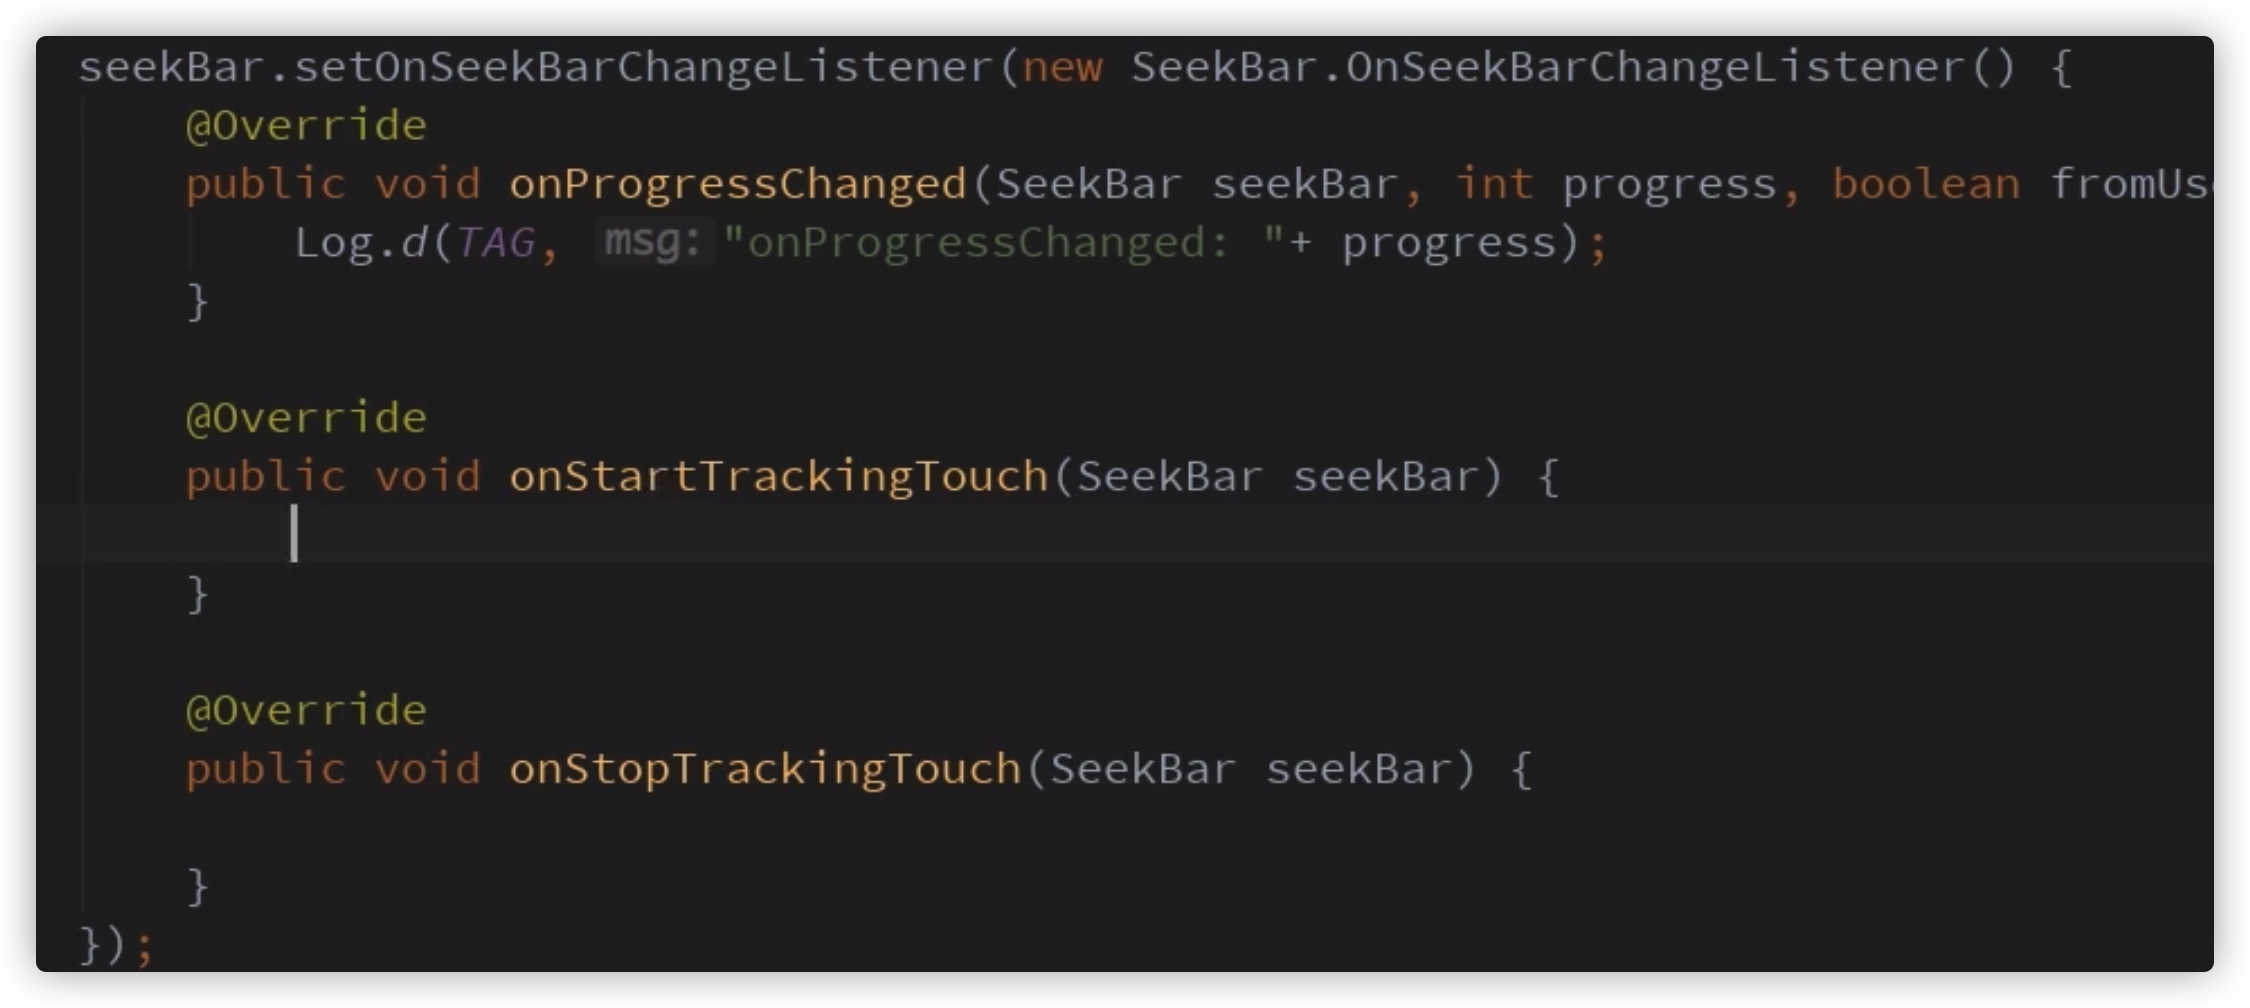 seekBar.setOnSeekBarChangeListener(new SeekBar.OnSeekBarChangeListener() {
@Override
public void onProgressChanged(SeekBar seekBar, int progress, boolean fromUs
Log.d(TAG, msg: "onProgressChanged: "+ progress);
}
@Override
public void onStartTrackingTouch(SeekBar seekBar) {
}
@Override
public void onStopTrackingTouch(SeekBar seekBar) {
}
});